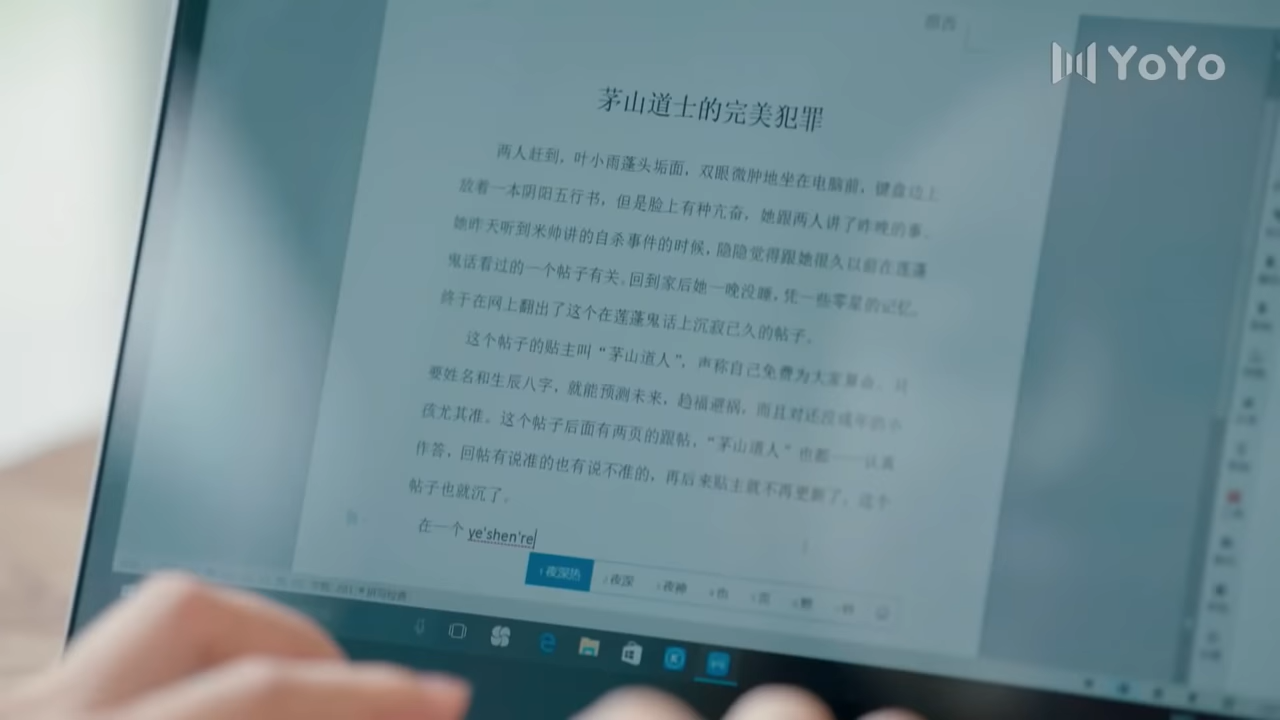 YoYo
茅山道士的完美犯罪
两人赶到，叶小雨蓬头垢面，双眼微肿地坐在电脑前，键盘边上
放着一本阴阳五行书，但是脸上有种亢奋，她跟两人讲了昨晚的事。
她昨天听到米帅讲的自杀事件的时候，隐隐觉得跟她很久以前在莲蓬
鬼话看过的一个帖子有关。回到家后她一晚没睡，凭一些零星的记忆，
终于在网上翻出了这个在莲蓬鬼话上沉寂已久的帖子。
这个帖子的贴主叫“茅山道人”，声称自己免费为大家算命，只
要姓名和生辰八字，就能预测未来，趋福避祸，而且对还没成年的小
孩尤其准。这个帖子后面有两页的跟帖，“茅山道人”也都一一认真
作答，回帖有说准的也有说不准的，再后来贴主就不再更新了，这个
帖子也就沉了。
在一个 ye'shen're
1 夜深热 2 夜深 3 夜神 4 也